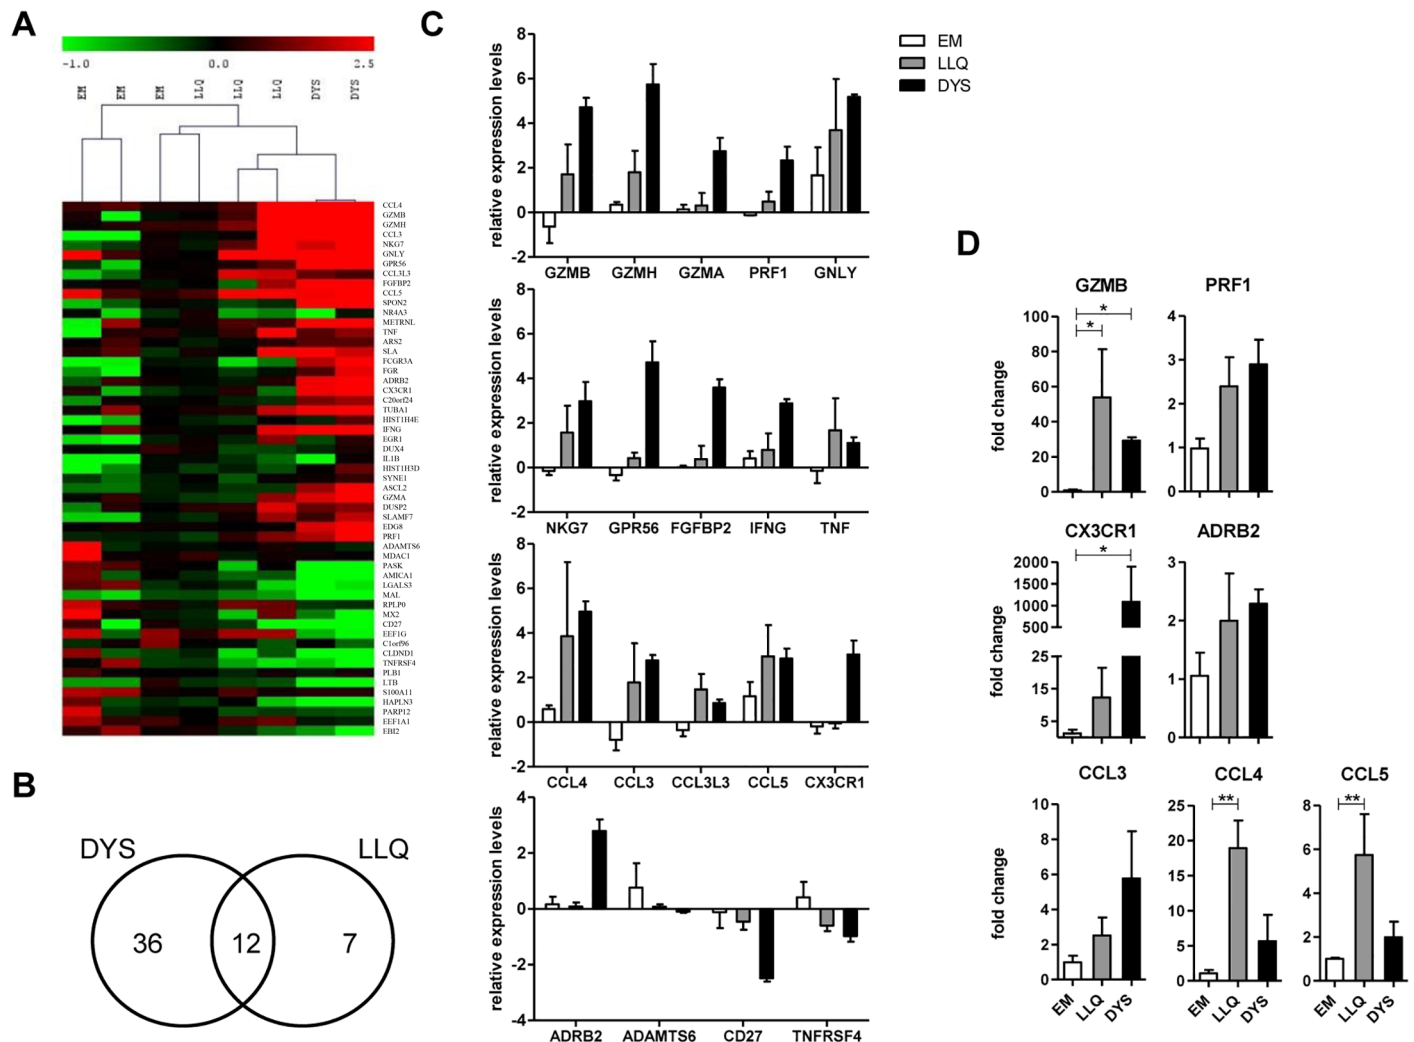 A
-1.0
0.0
2.5
EM
EM
EM
LLQ
LLQ
LLQ
DYS
DYS
CCL4
GZMB
GZMH
CCL3
NKG7
GNLY
GPR56
CCL3L3
FGFBP2
CCL5
SPON2
NR4A3
METRNL
TNF
ARS2
SLA
FCGR3A
FGR
ADRB2
CX3CR1
C20orf24
TUBA1
HIST1H4E
IFNG
EGR1
DUX4
IL1B
HIST1H3D
SYNE1
ASCL2
GZMA
DUSP2
SLAMF7
EDG8
PRF1
ADAMTS6
MDAC1
PASK
AMICA1
LGALS3
MAL
RPLP0
MX2
CD27
EEF1G
C1orf96
CLDND1
TNFRSF4
PLB1
LTB
S100A11
HAPLN3
PARP12
EEF1A1
EBI2
B
DYS
LLQ
36
12
7
C
EM
LLQ
DYS
relative expression levels
8
6
4
2
0
-2
GZMB GZMH GZMA PRF1 GNLY
relative expression levels
8
6
4
2
0
-2
NKG7 GPR56 FGFBP2 IFNG TNF
relative expression levels
8
6
4
2
0
-2
CCL4 CCL3 CCL3L3 CCL5 CX3CR1
relative expression levels
4
2
0
-2
-4
ADRB2 ADAMTS6 CD27 TNFRSF4
D
GZMB
fold change
100
80
60
40
20
0
*
*
PRF1
4
3
2
1
0
CX3CR1
fold change
2000
1500
1000
500
25
15
5
*
ADRB2
3
2
1
0
CCL3
fold change
10
8
6
4
2
0
EM LLQ DYS
CCL4
25
20
15
10
5
0
**
EM LLQ DYS
CCL5
8
6
4
2
0
**
EM LLQ DYS